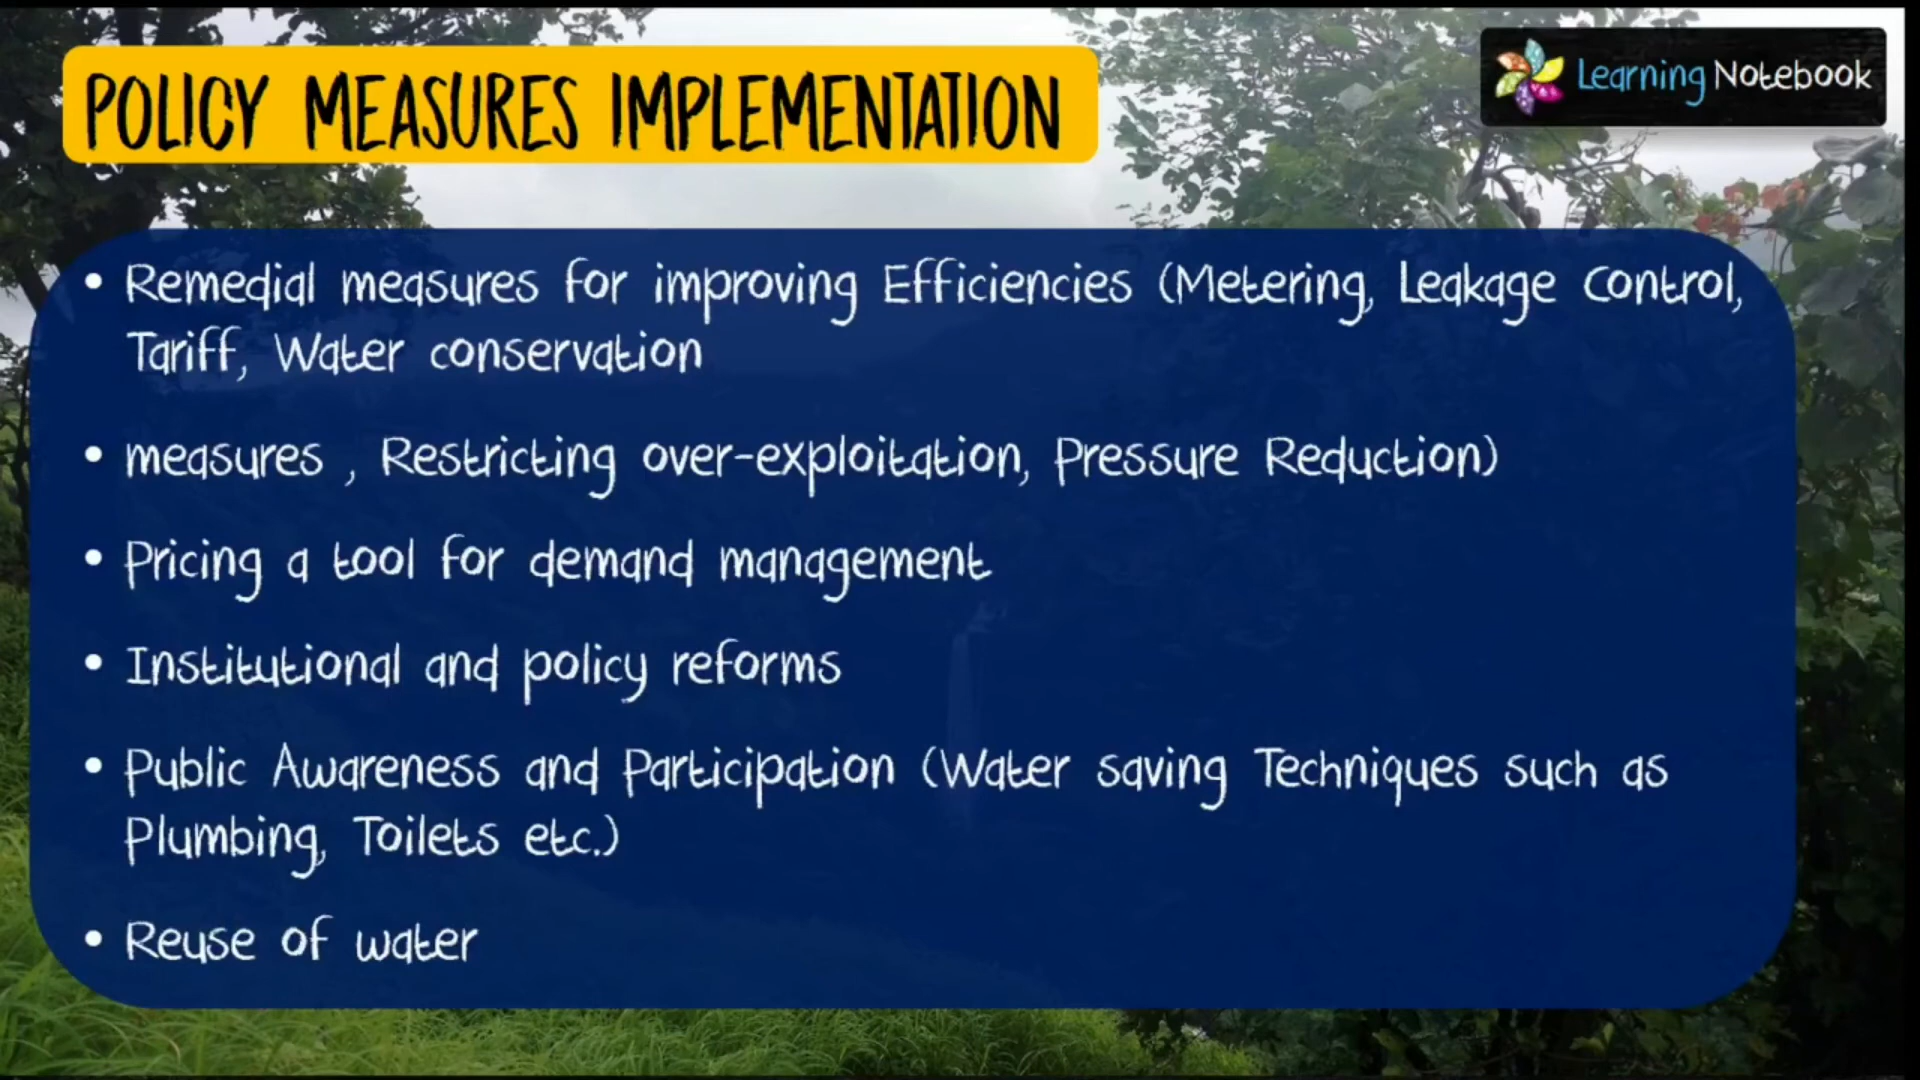 POLICY MEASURES IMPLEMENTATION
Learning Notebook
• Remedial measures for improving Efficiencies (Metering, Leakage Control,
Tariff, Water conservation
• measures , Restricting over-exploitation, Pressure Reduction)
• Pricing a tool for demand management
• Institutional and policy reforms
• Public Awareness and Participation (Water saving Techniques such as
Plumbing, Toilets etc.)
• Reuse of water